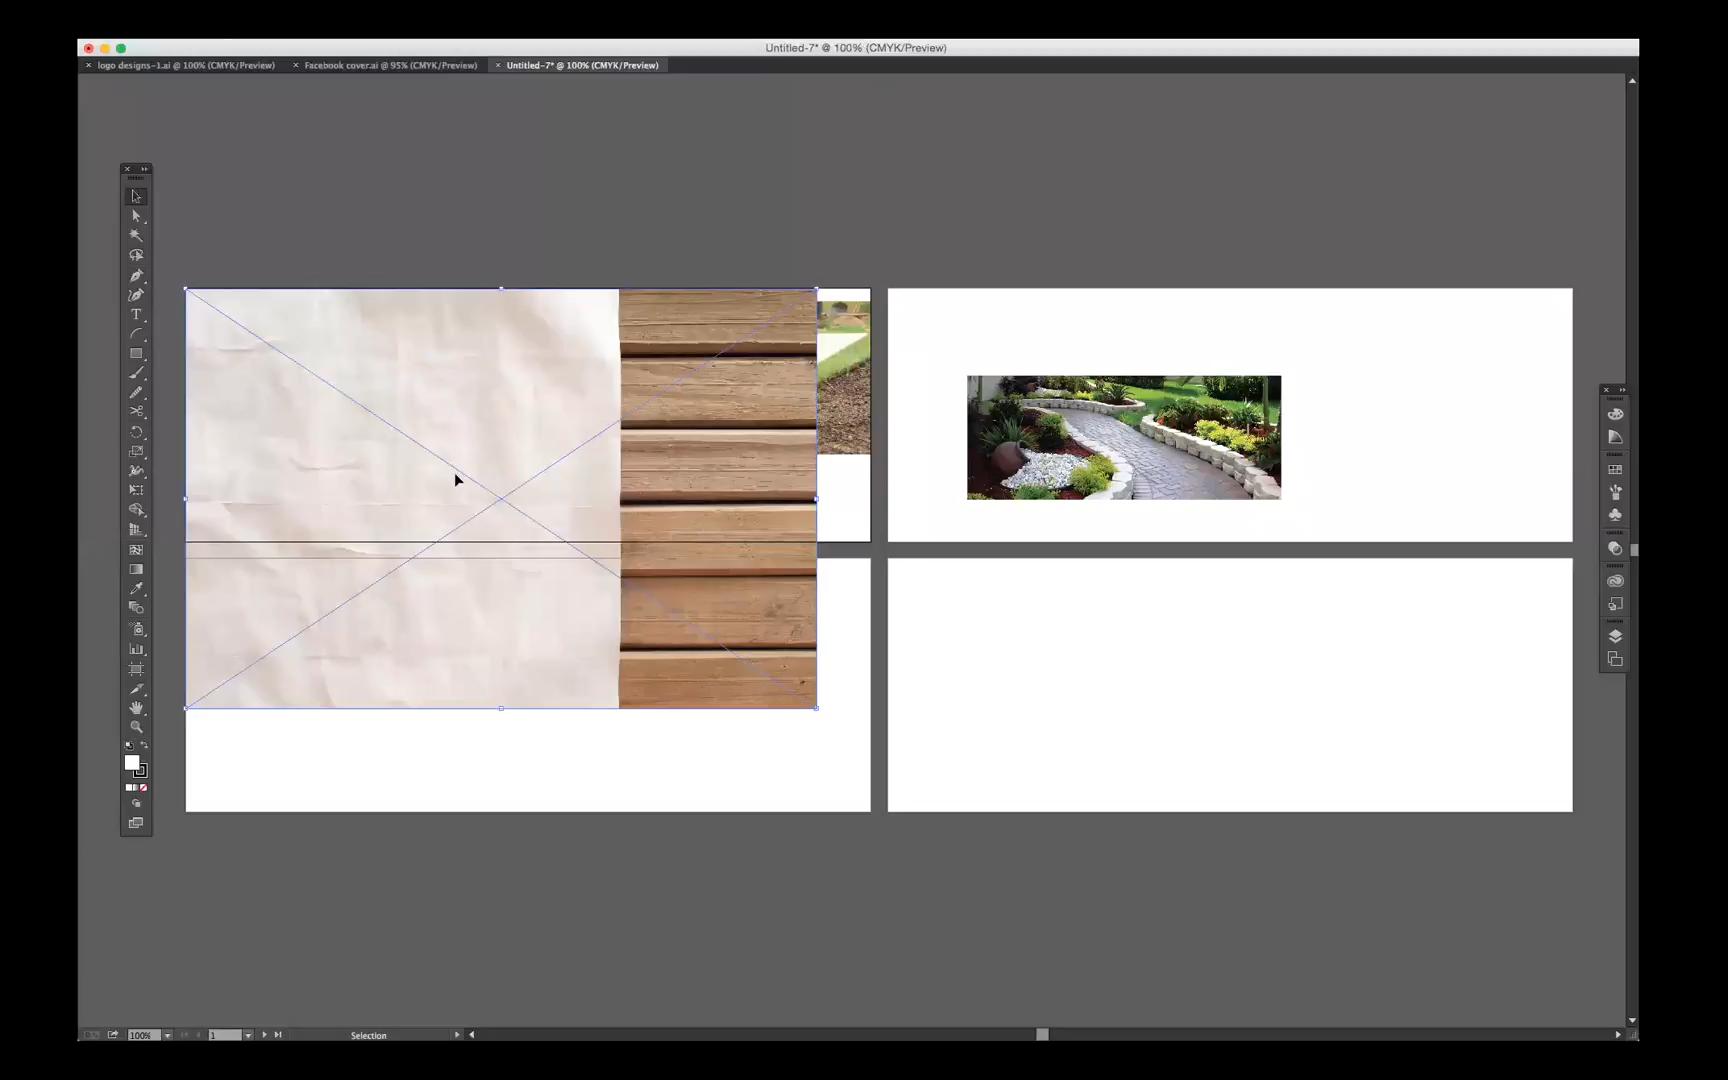 Untitled-7* @ 100% (CMYK/Preview)
logo designs-1.ai @ 100% (CMYK/Preview)
Facebook cover.ai @ 95% (CMYK/Preview)
Untitled-7* @ 100% (CMYK/Preview)
T
100%
1
Selection